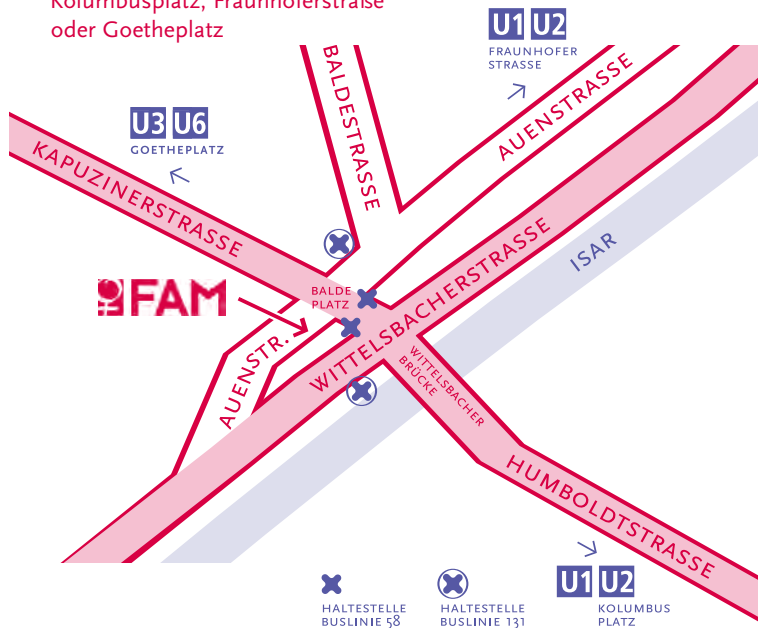 Kolumbusplatz, Fraunhoferstraße
oder Goetheplatz
U1 U2
FRAUNHOFER
STRASSE
U3 U6
GOETHEPLATZ
BALDESTRASSE
AUENSTRASSE
KAPUZINERSTRASSE
WITTELSBACHERSTRASSE
ISAR
BALDE
PLATZ
FAM
AUENSTR.
WITTELSBACHER
BRÜCKE
HUMBOLDTSTRASSE
U1 U2
KOLUMBUS
PLATZ
HALTESTELLE
BUSLINIE 58
HALTESTELLE
BUSLINIE 131